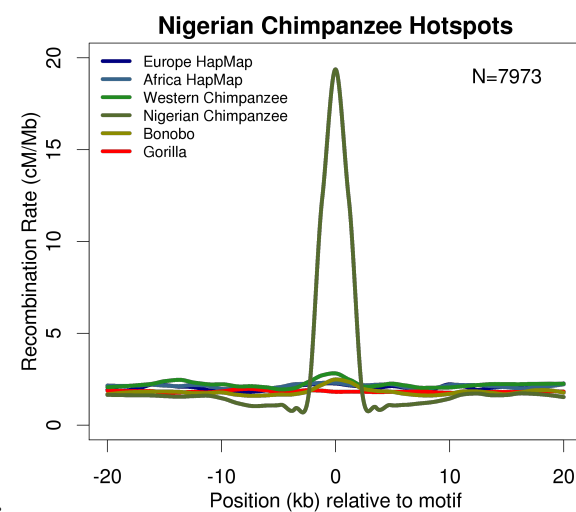 Nigerian Chimpanzee Hotspots
Europe HapMap
Africa HapMap
Western Chimpanzee
Nigerian Chimpanzee
Bonobo
Gorilla
N=7973
Recombination Rate (cM/Mb)
20
15
10
5
0
-20 -10 0 10 20
Position (kb) relative to motif